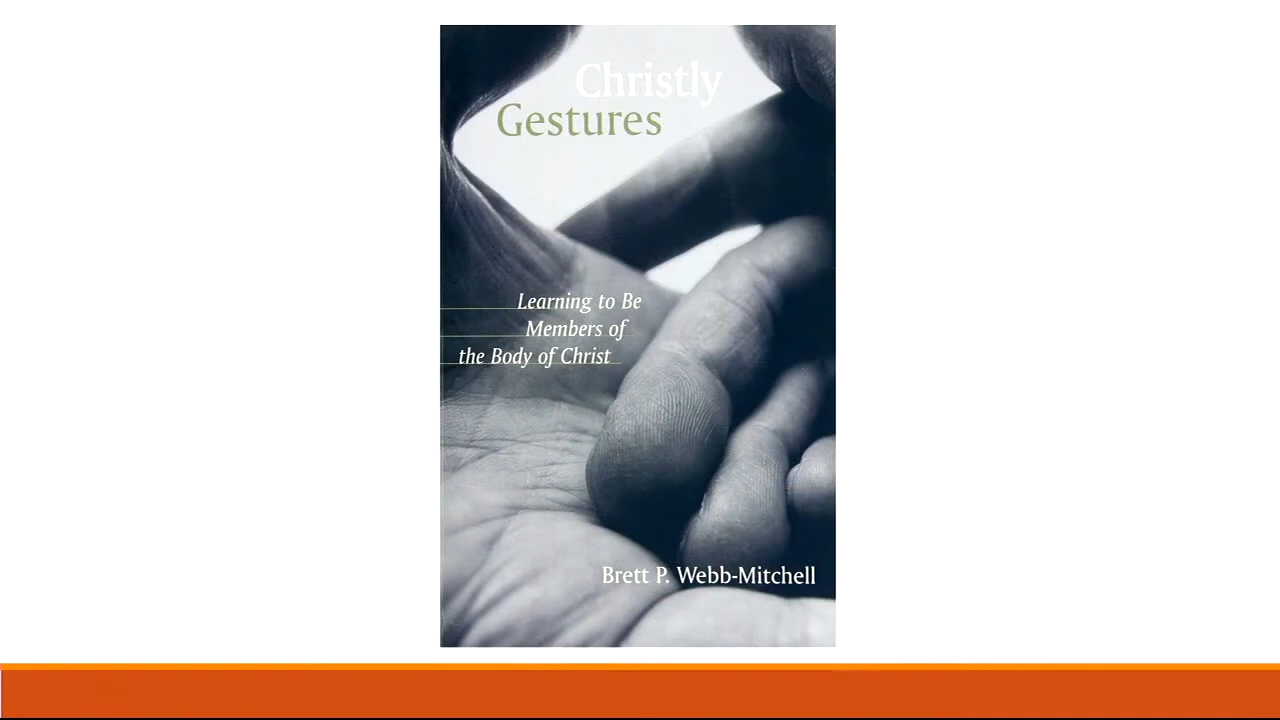 Christly
Gestures
Learning to Be
Members of
the Body of Christ
Brett P. Webb-Mitchell